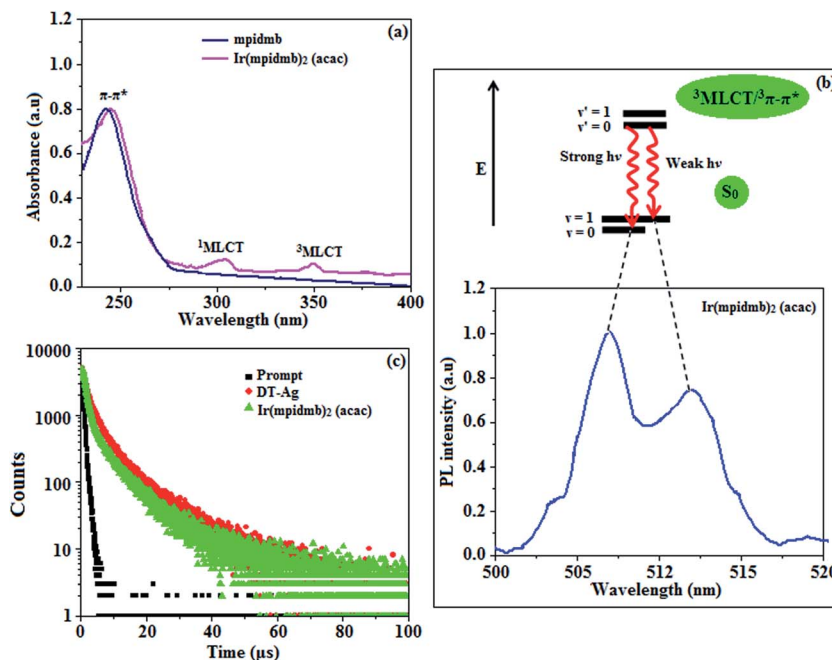 (a)
mpidmb
Ir(mpidmb)₂ (acac)
π-π*
¹MLCT
³MLCT
Absorbance (a.u)
1.2
1.0
0.8
0.6
0.4
0.2
0.0
250 300 350 400
Wavelength (nm)
(b)
E
³MLCT/³π-π*
v' = 1
v' = 0
Strong hν
Weak hν
S₀
v = 1
v = 0
Ir(mpidmb)₂ (acac)
PL intensity (a.u)
1.2
1.0
0.8
0.6
0.4
0.2
0.0
500 505 512 515 520
Wavelength (nm)
(c)
Prompt
DT-Ag
Ir(mpidmb)₂ (acac)
Counts
10000
1000
100
10
1
0 20 40 60 80 100
Time (µs)